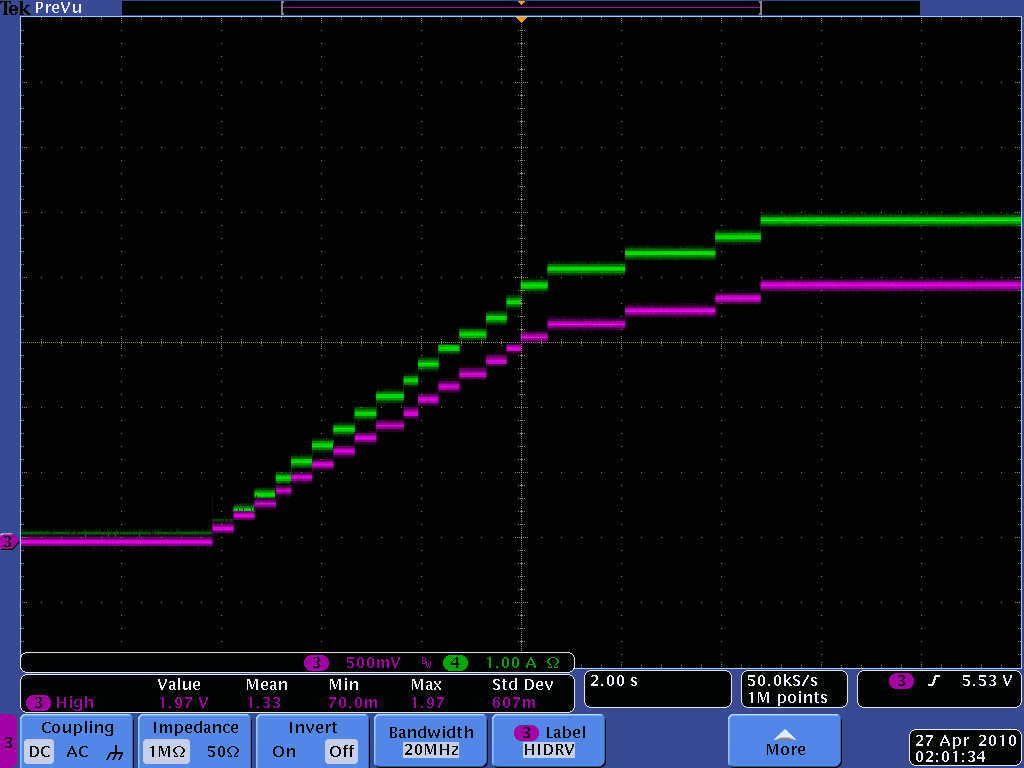 Tek PreVu
3
3 500mV BW 4 1.00 A Ω
Value Mean Min Max Std Dev
3 High 1.97 V 1.33 70.0m 1.97 607m
2.00 s
50.0kS/s
1M points
3 5.53 V
3
Coupling
DC AC
Impedance
1MΩ 50Ω
Invert
On Off
Bandwidth
20MHz
3 Label
HIDRV
More
27 Apr 2010
02:01:34